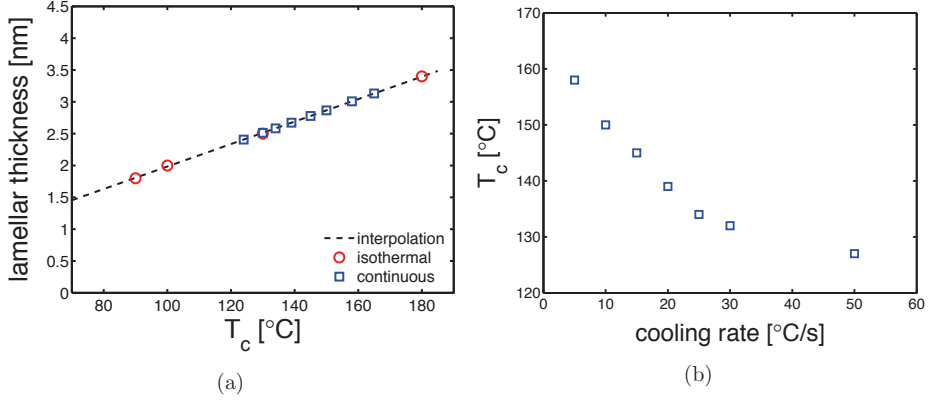 4.5
4
3.5
3
2.5
2
1.5
1
0.5
0
lamellar thickness [nm]
interpolation
isothermal
continuous
80 100 120 140 160 180
T_c [°C]
(a)
170
160
150
140
130
120
T_c [°C]
0 10 20 30 40 50 60
cooling rate [°C/s]
(b)